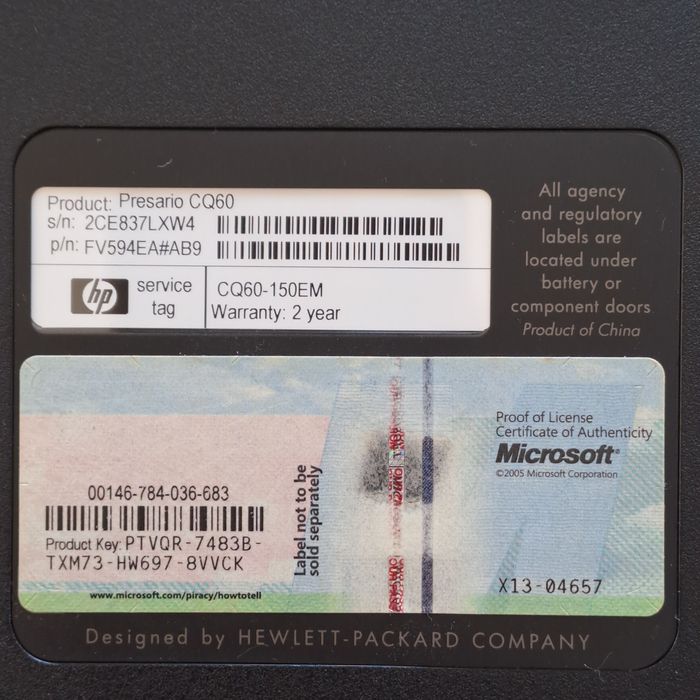 Product: Presario CQ60
s/n: 2CE837LXW4
p/n: FV594EA#AB9
hp
service
tag
CQ60-150EM
Warranty: 2 year
All agency
and regulatory
labels are
located under
battery or
component doors
Product of China
00146-784-036-683
Product Key: PTVQR-7483B-
TXM73-HW697-8VVCK
www.microsoft.com/piracy/howtotell
Label not to be
sold separately
Proof of License
Certificate of Authenticity
Microsoft®
©2005 Microsoft Corporation
X13-04657
Designed by HEWLETT-PACKARD COMPANY